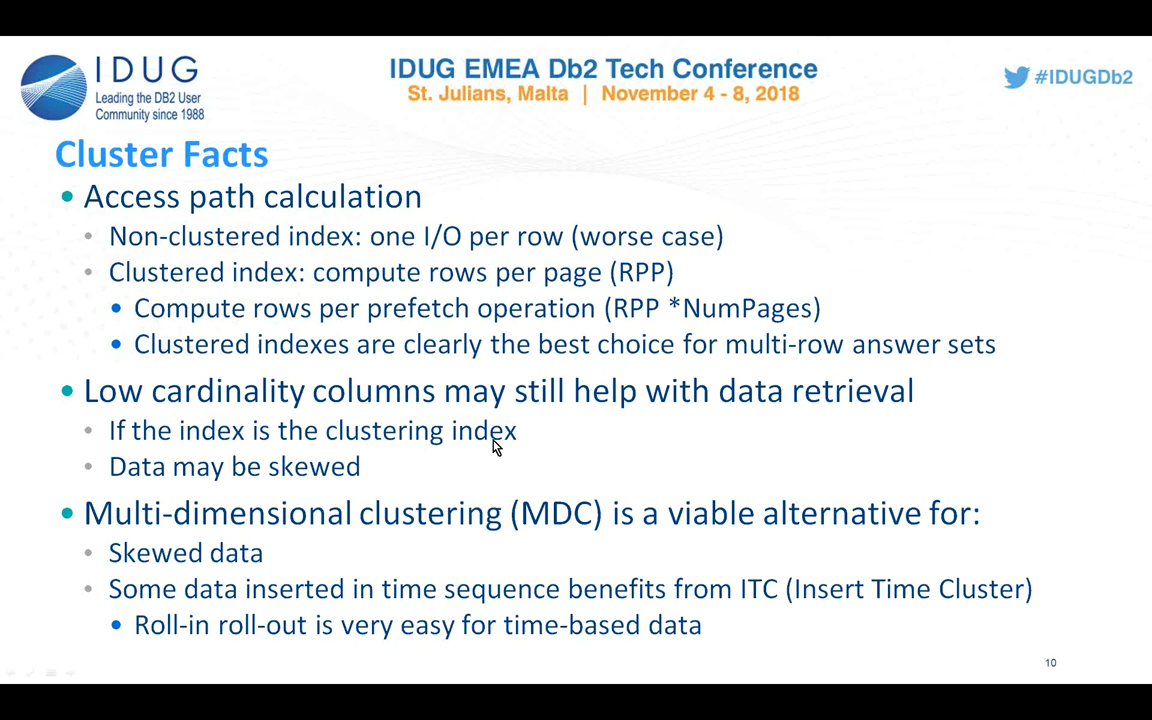 IDUG
Leading the DB2 User
Community since 1988
IDUG EMEA Db2 Tech Conference
St. Julians, Malta | November 4 - 8, 2018
#IDUGDb2
Cluster Facts
• Access path calculation
• Non-clustered index: one I/O per row (worse case)
• Clustered index: compute rows per page (RPP)
• Compute rows per prefetch operation (RPP *NumPages)
• Clustered indexes are clearly the best choice for multi-row answer sets
• Low cardinality columns may still help with data retrieval
• If the index is the clustering index
• Data may be skewed
• Multi-dimensional clustering (MDC) is a viable alternative for:
• Skewed data
• Some data inserted in time sequence benefits from ITC (Insert Time Cluster)
• Roll-in roll-out is very easy for time-based data
10